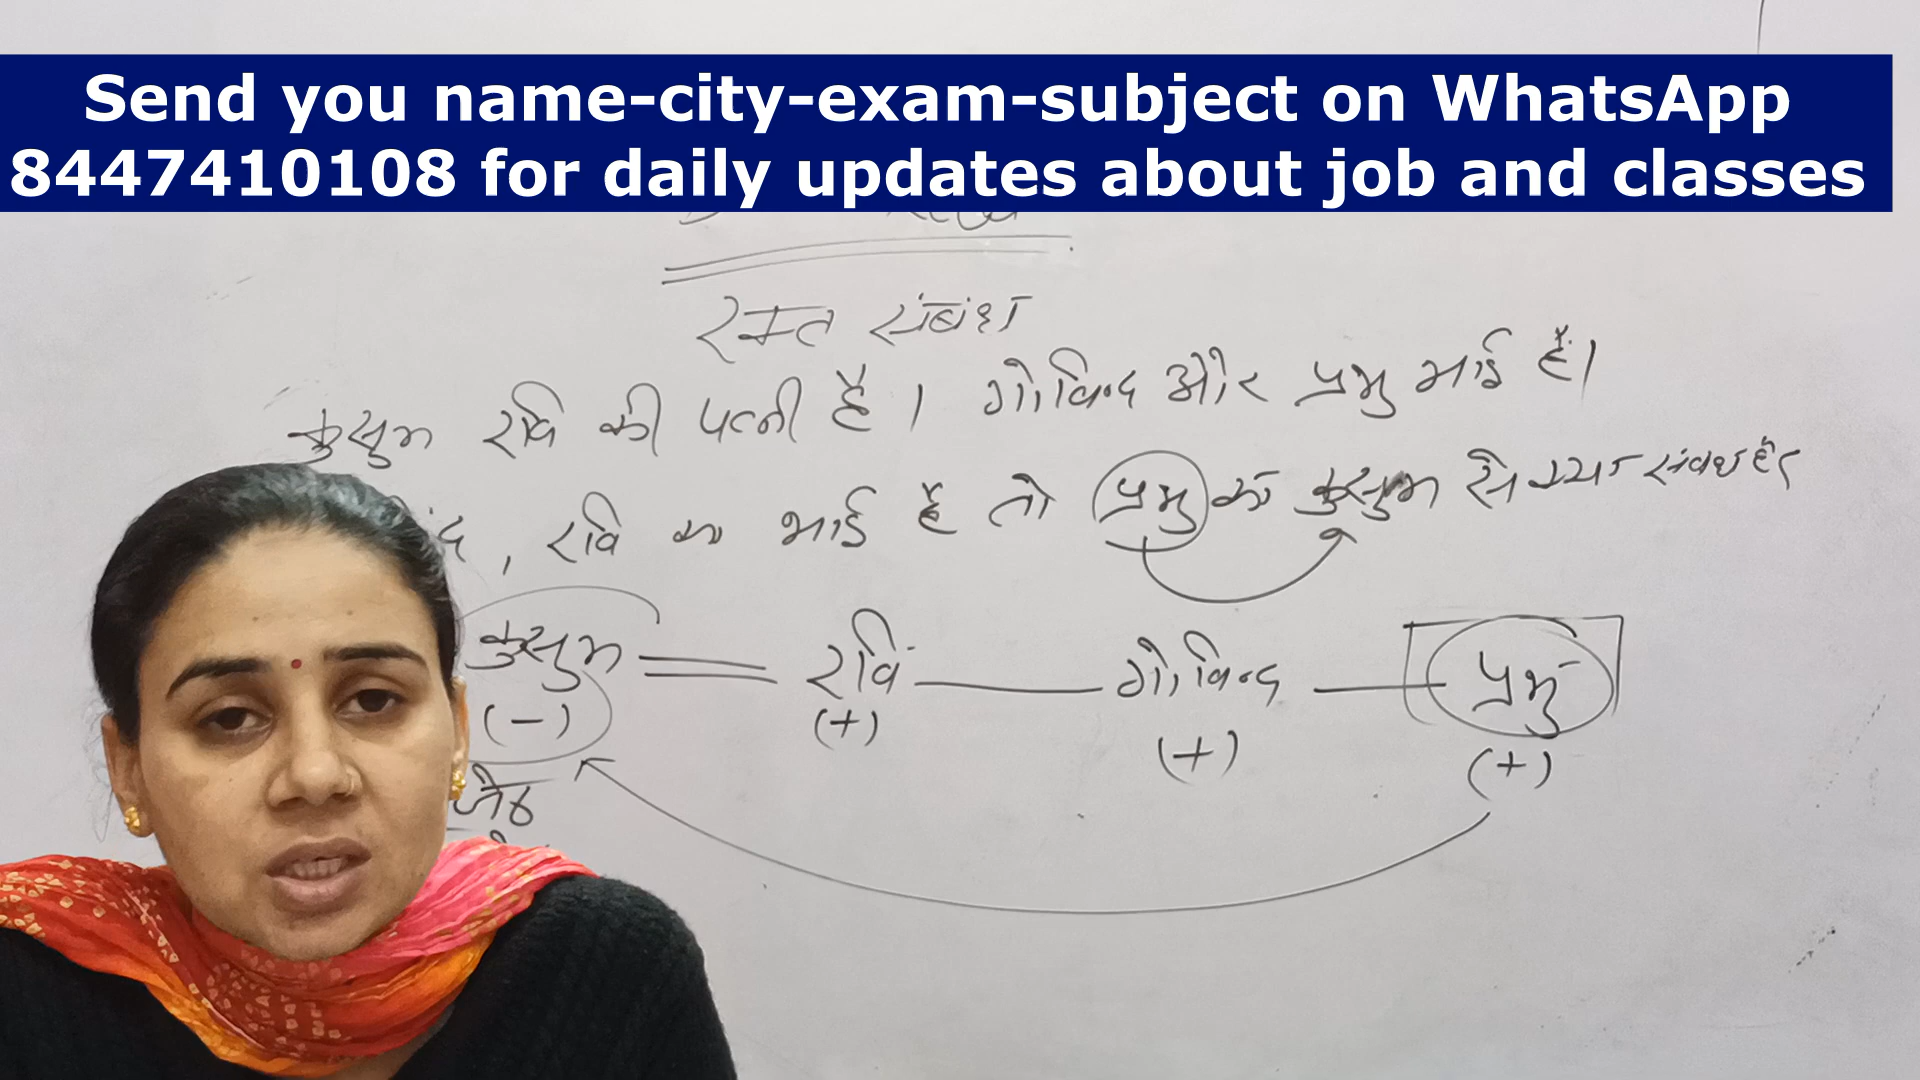 Send you name-city-exam-subject on WhatsApp
8447410108 for daily updates about job and classes
रक्त संबंध
कुसुम रवि की पत्नी है । गोविन्द और प्रभु भाई हैं।
, रवि का भाई है तो प्रभु का कुसुम से क्या संबंध है
कुसुम रवि गोविन्द प्रभु
(-) (+) (+) (+)
जेठ